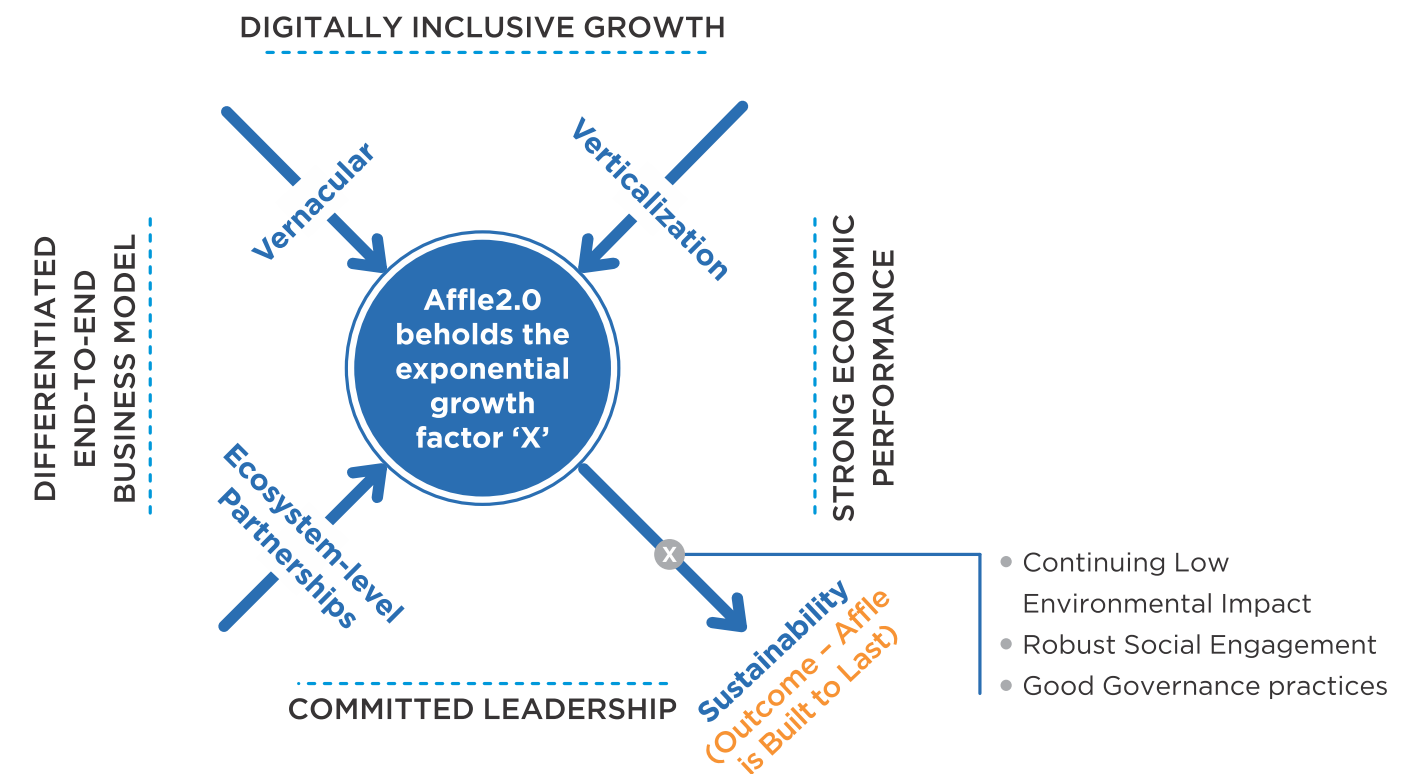 DIGITALLY INCLUSIVE GROWTH
Vernacular
Verticalization
DIFFERENTIATED
END-TO-END
BUSINESS MODEL
Affle2.0
beholds the
exponential
growth
factor ‘X’
STRONG ECONOMIC
PERFORMANCE
Ecosystem-level
Partnerships
X
Sustainability
(Outcome – Affle
is Built to Last)
Continuing Low
Environmental Impact
Robust Social Engagement
Good Governance practices
COMMITTED LEADERSHIP